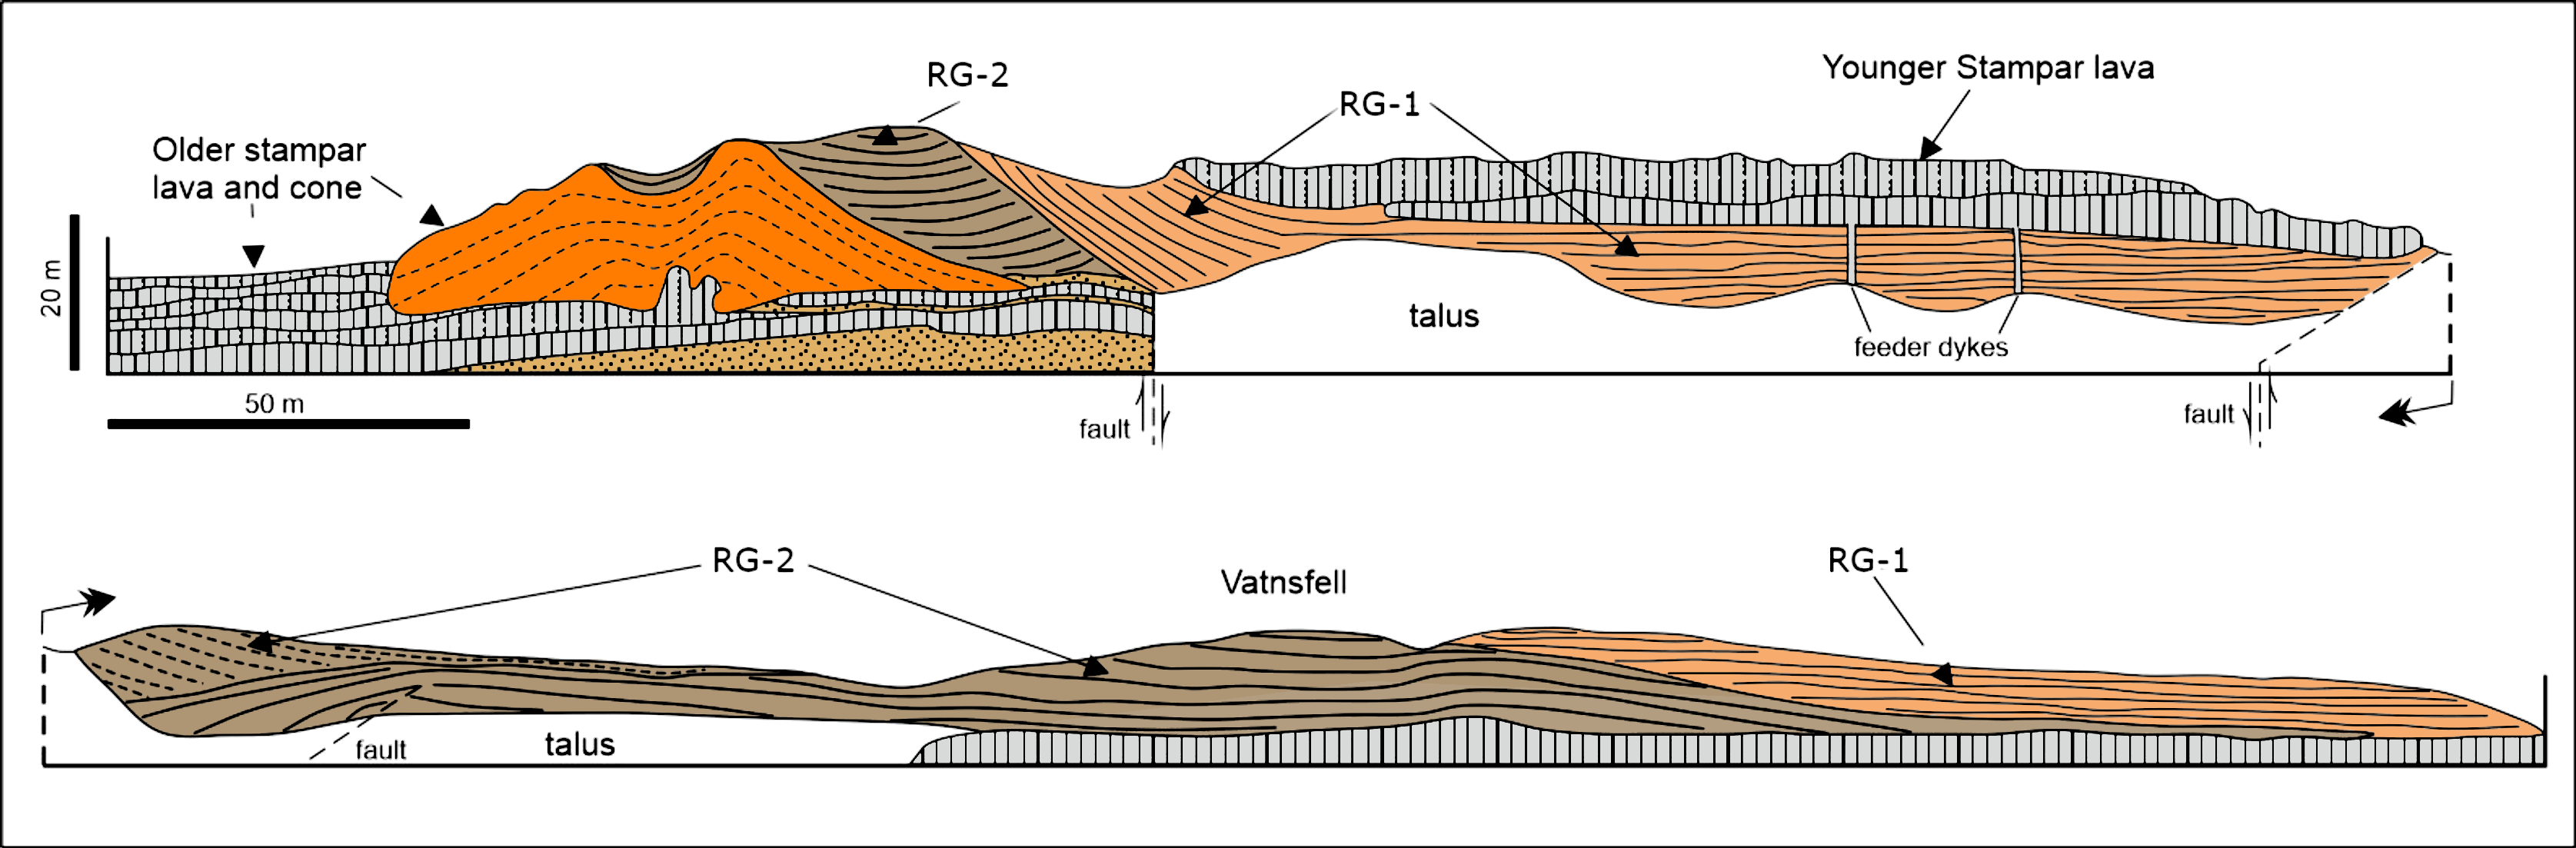 RG-2
Younger Stampar lava
RG-1
Older stampar
lava and cone
20 m
talus
feeder dykes
50 m
fault
fault
RG-2
Vatnsfell
RG-1
fault
talus